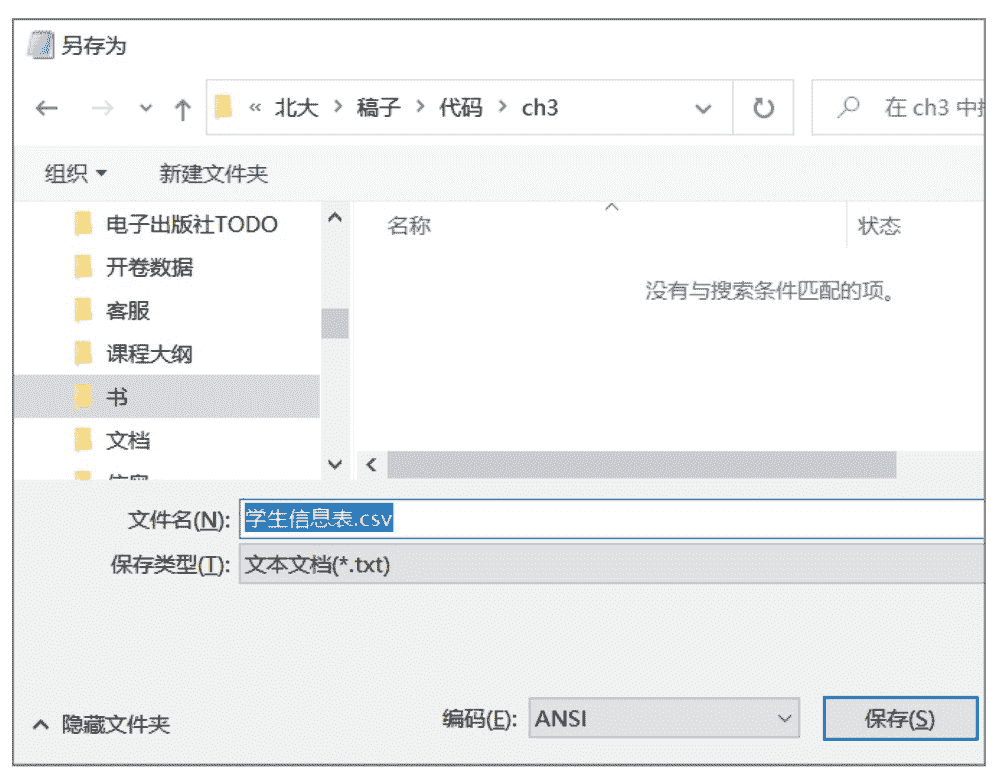 另存为
« 北大 › 稿子 › 代码 › ch3
在 ch3 中
组织
新建文件夹
电子出版社TODO
开卷数据
客服
课程大纲
书
文档
名称
状态
没有与搜索条件匹配的项。
文件名(N): 学生信息表.csv
保存类型(T): 文本文档(*.txt)
隐藏文件夹
编码(E): ANSI
保存(S)